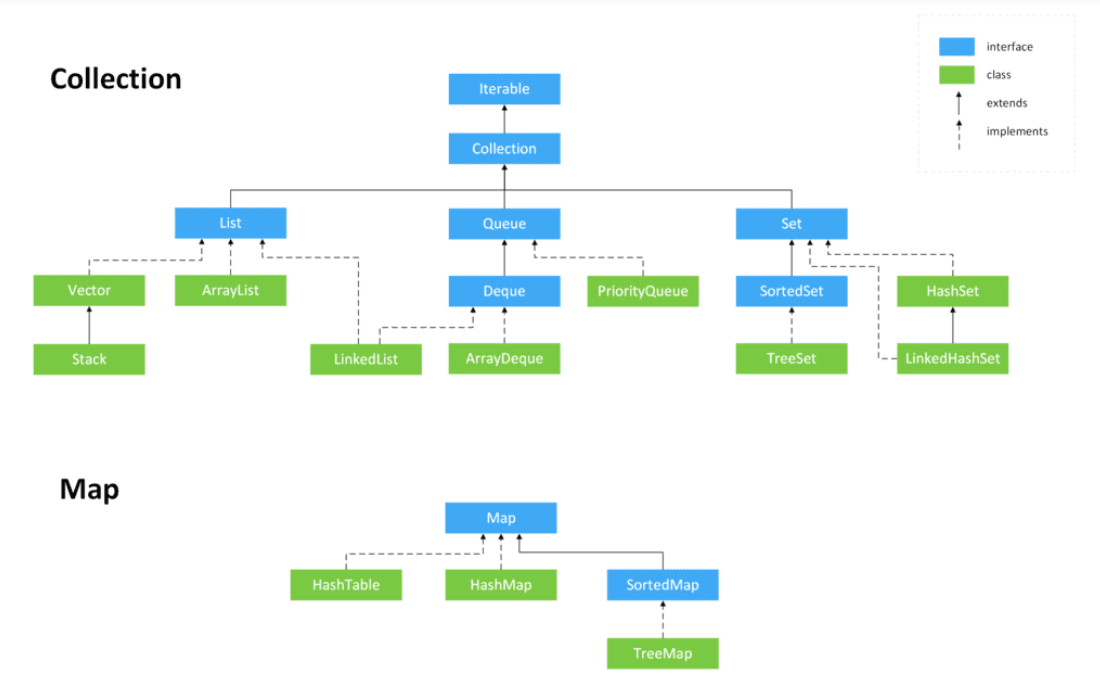 Collection
interface
class
extends
implements
Iterable
Collection
List
Queue
Set
Vector
ArrayList
Deque
PriorityQueue
SortedSet
HashSet
Stack
LinkedList
ArrayDeque
TreeSet
LinkedHashSet
Map
Map
HashTable
HashMap
SortedMap
TreeMap